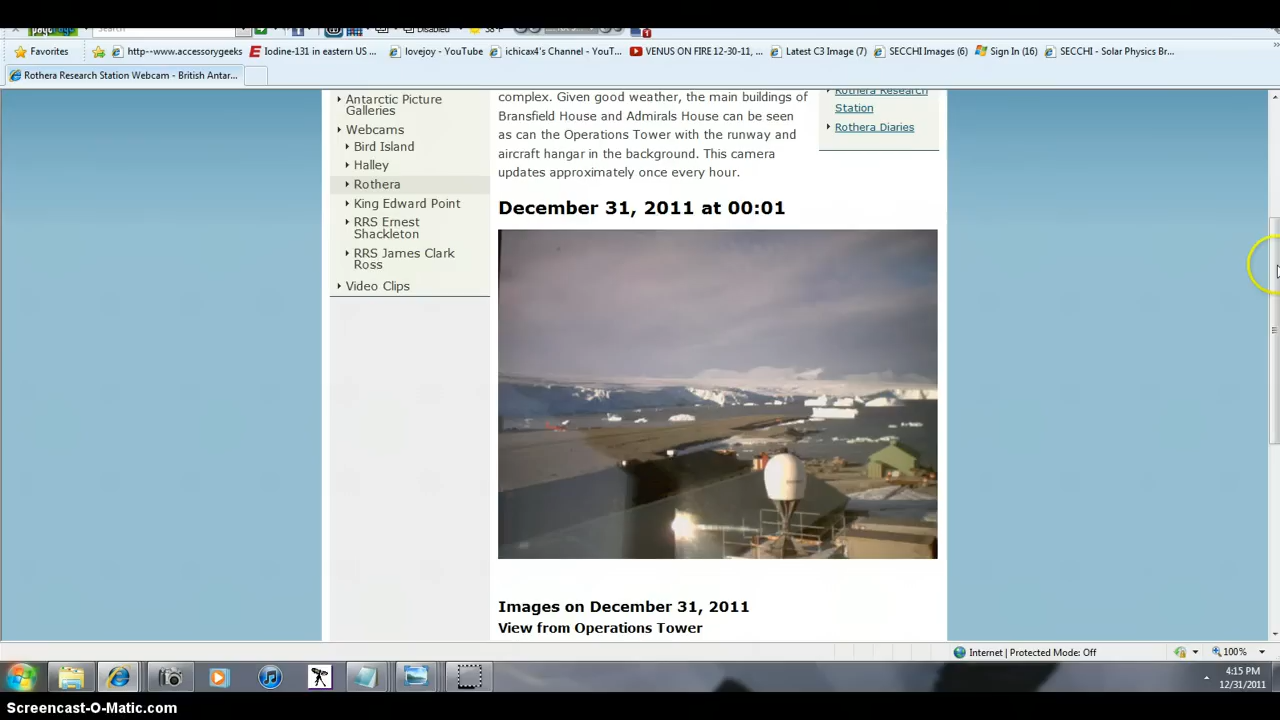 Search
Disabled
Favorites
http--www.accessorygeeks
Iodine-131 in eastern US ...
lovejoy - YouTube
ichicax4's Channel - YouT...
VENUS ON FIRE 12-30-11, ...
Latest C3 Image (7)
SECCHI Images (6)
Sign In (16)
SECCHI - Solar Physics Br...
Rothera Research Station Webcam - British Antar...
Antarctic Picture
Galleries
Webcams
Bird Island
Halley
Rothera
King Edward Point
RRS Ernest
Shackleton
RRS James Clark
Ross
Video Clips
complex. Given good weather, the main buildings of
Bransfield House and Admirals House can be seen
as can the Operations Tower with the runway and
aircraft hangar in the background. This camera
updates approximately once every hour.
Rothera Research
Station
Rothera Diaries
December 31, 2011 at 00:01
Images on December 31, 2011
View from Operations Tower
Internet | Protected Mode: Off
100%
4:15 PM
12/31/2011
Screencast-O-Matic.com